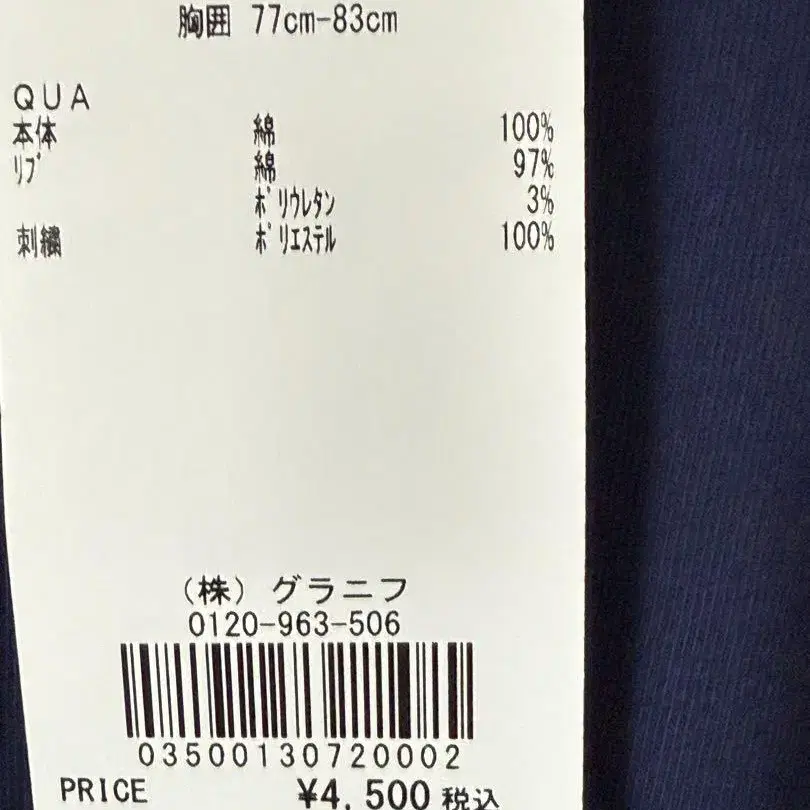 胸囲 77cm-83cm
QUA
本体 綿 100%
リブ 綿 97%
ポリウレタン 3%
刺繍 ポリエステル 100%
(株) グラニフ
0120-963-506
03500130720002
PRICE ¥4,500 税込